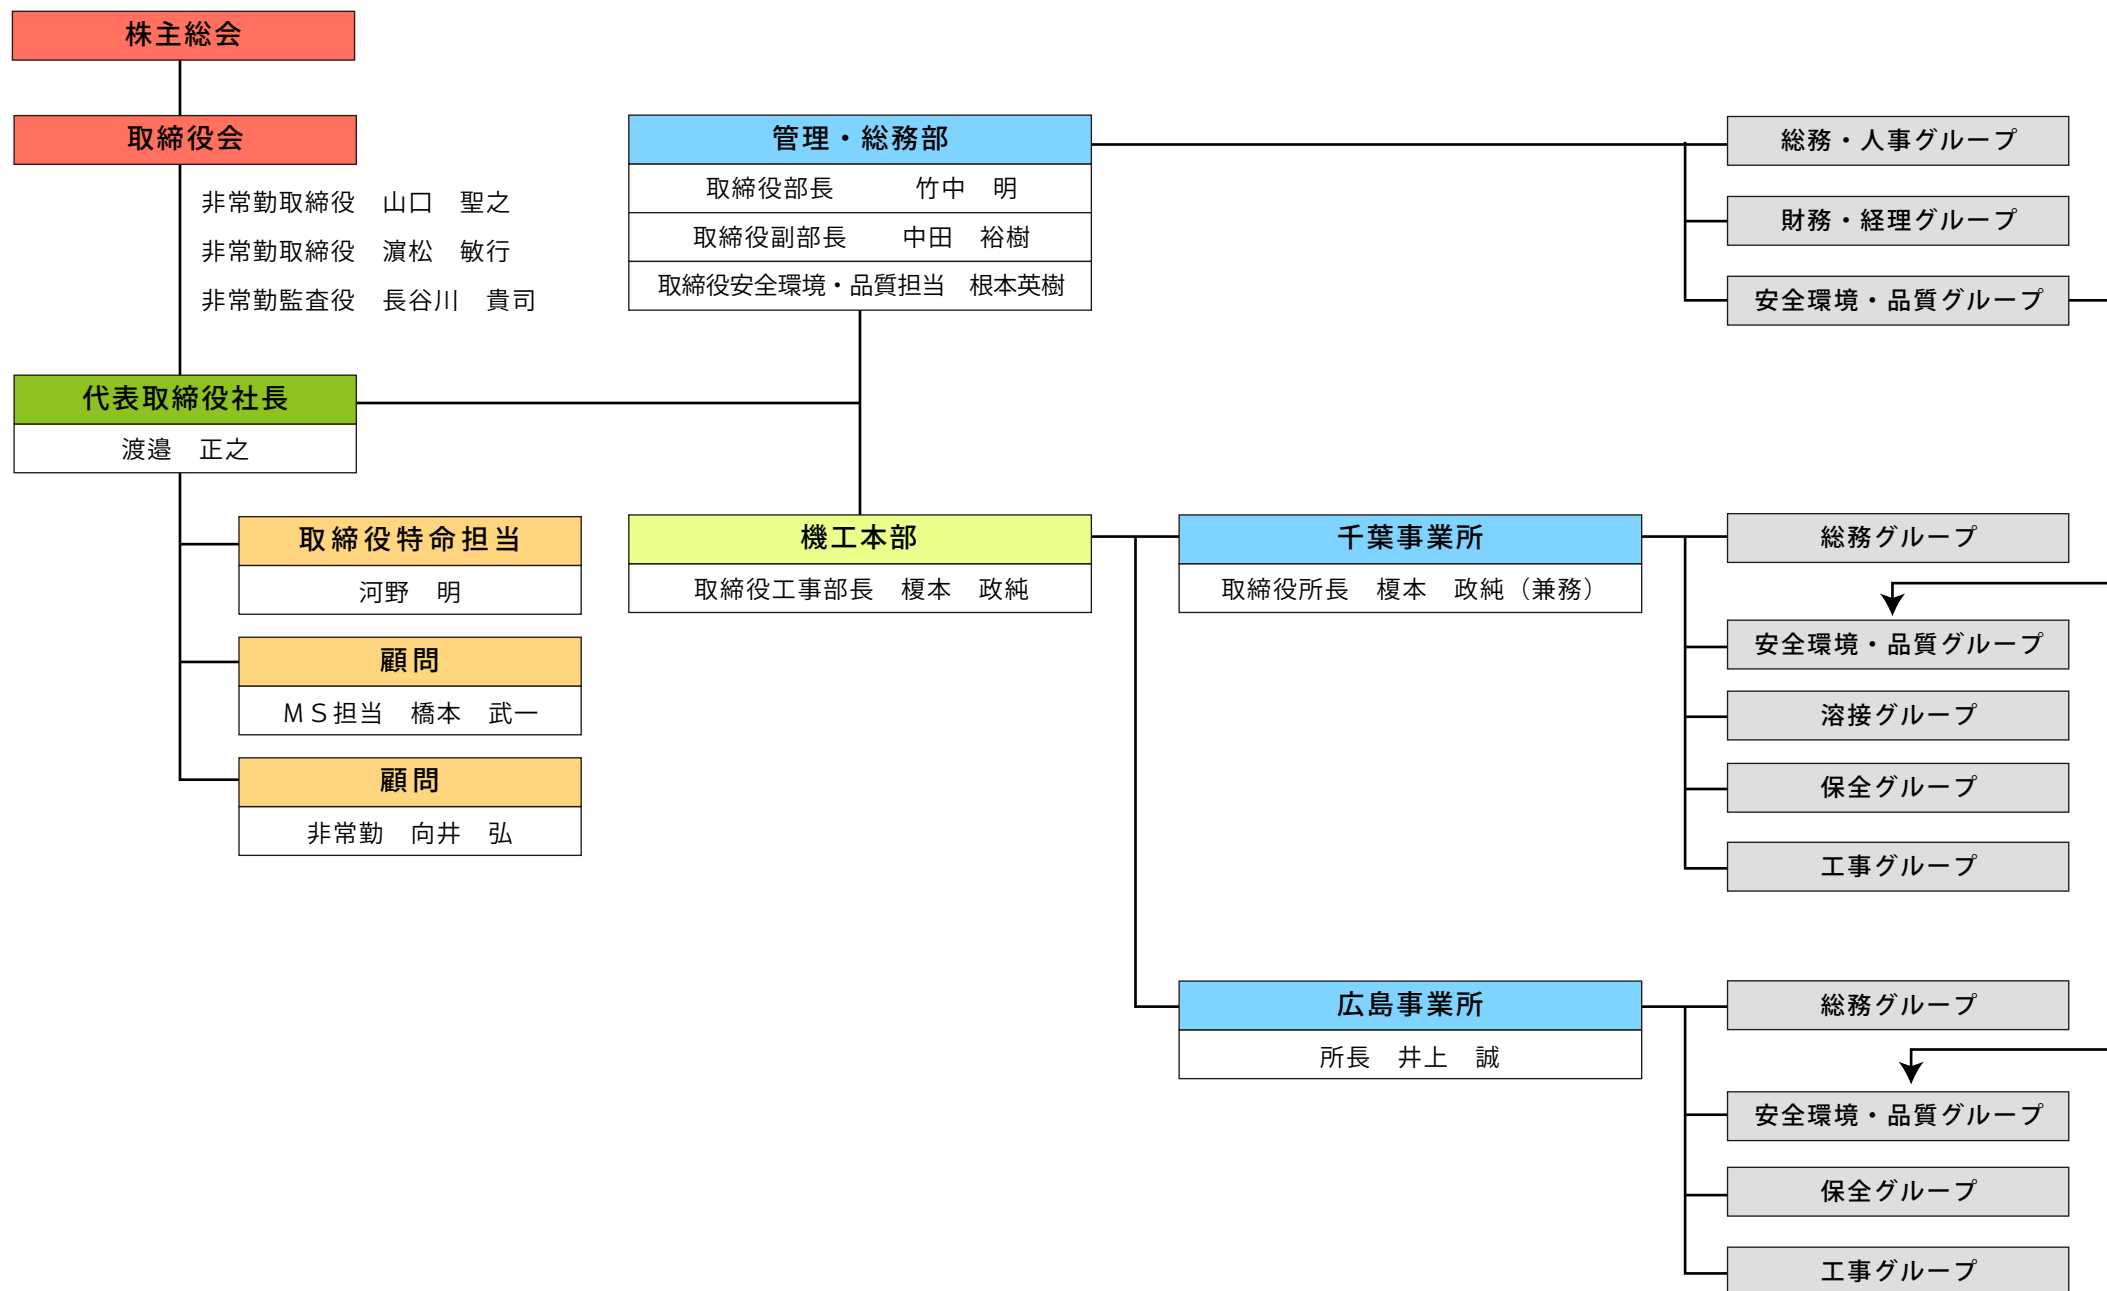 株主総会
取締役会
非常勤取締役　山口　聖之
非常勤取締役　濵松　敏行
非常勤監査役　長谷川　貴司
代表取締役社長
渡邉　正之
取締役特命担当
河野　明
顧問
ＭＳ担当　橋本　武一
顧問
非常勤　向井　弘
管理・総務部
取締役部長　　　竹中　明
取締役副部長　　中田　裕樹
取締役安全環境・品質担当　根本英樹
機工本部
取締役工事部長　榎本　政純
千葉事業所
取締役所長　榎本　政純（兼務）
広島事業所
所長　井上　誠
総務・人事グループ
財務・経理グループ
安全環境・品質グループ
総務グループ
安全環境・品質グループ
溶接グループ
保全グループ
工事グループ
総務グループ
安全環境・品質グループ
保全グループ
工事グループ